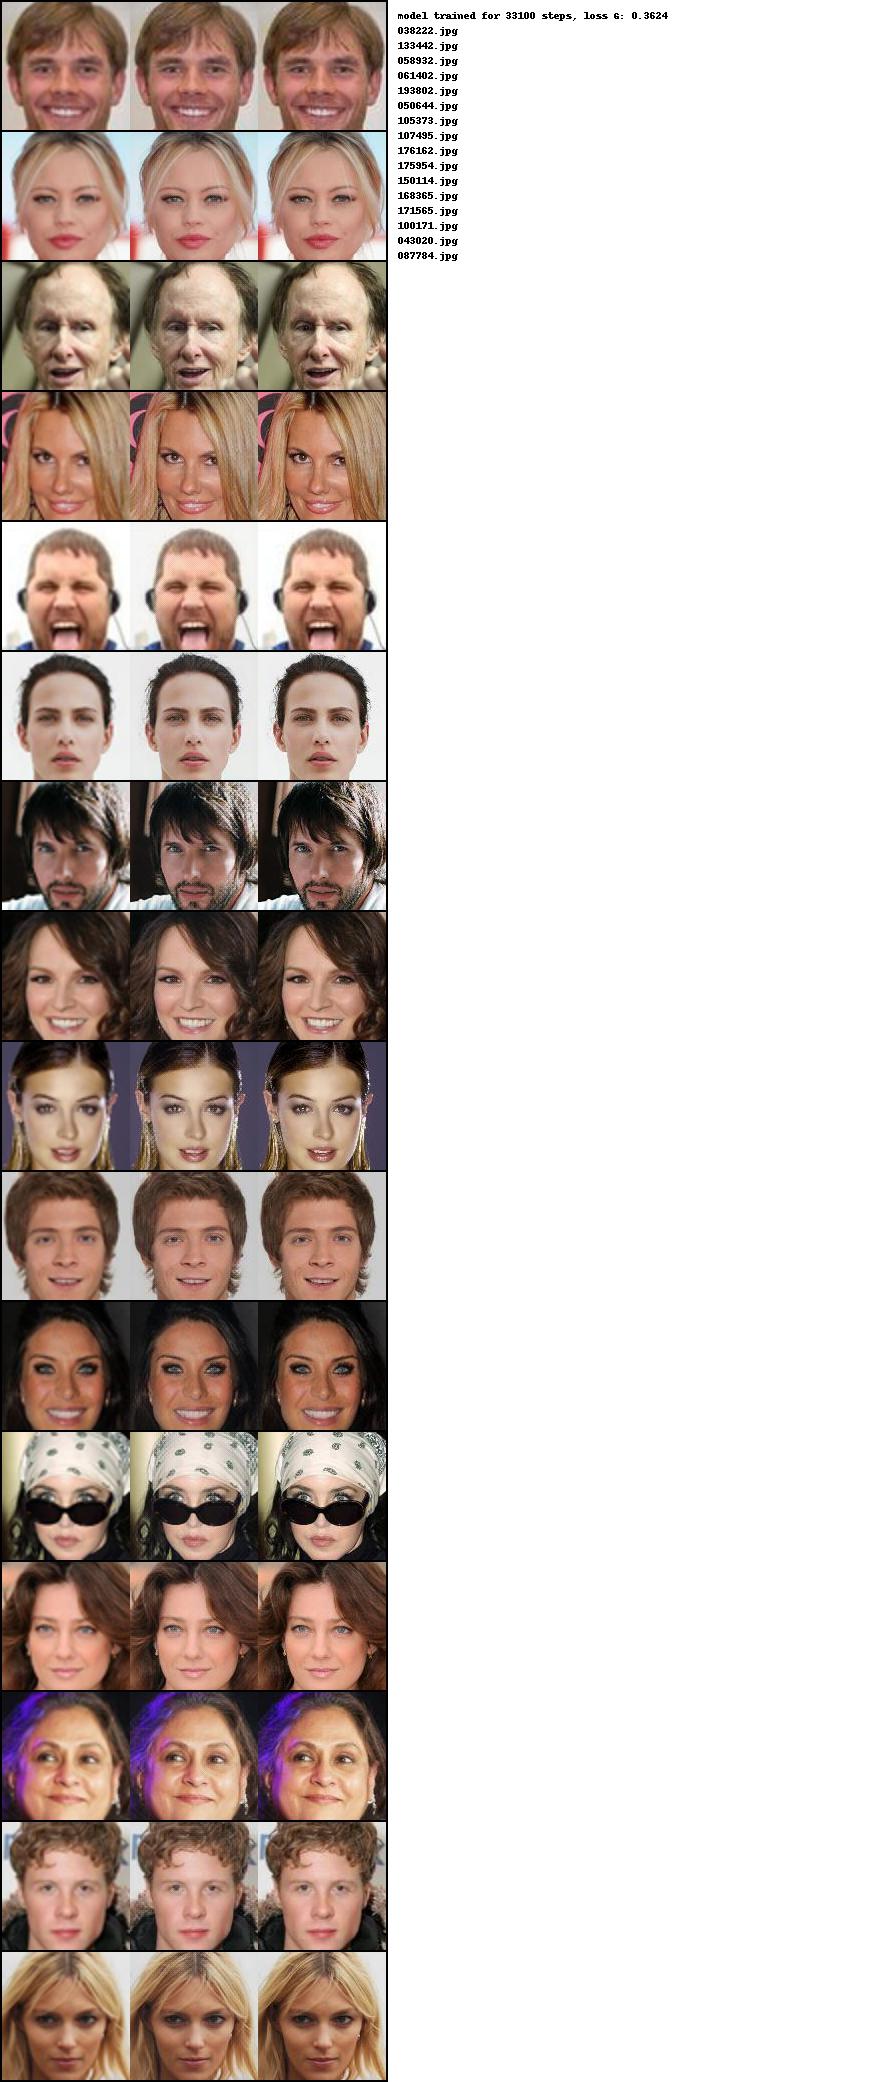 model trained for 33100 steps, loss G: 0.3624
038222.jpg
133442.jpg
058932.jpg
061402.jpg
193802.jpg
050644.jpg
105373.jpg
107495.jpg
176162.jpg
175954.jpg
150114.jpg
168365.jpg
171565.jpg
100171.jpg
043020.jpg
087784.jpg